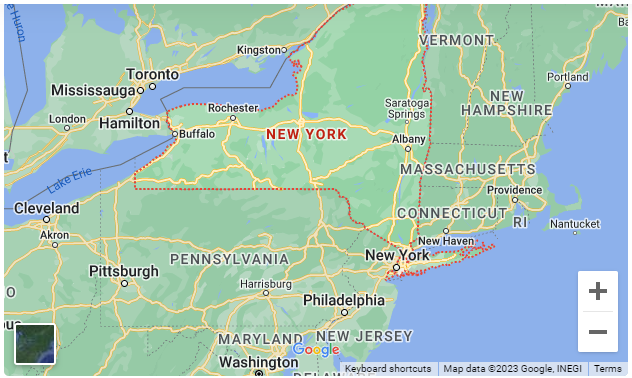 Huron
Kingston
VERMONT
Toronto
Mississauga
Portland
London
Hamilton
Rochester
Saratoga
Springs
NEW
HAMPSHIRE
Buffalo
NEW YORK
Albany
Lake Erie
MASSACHUSETTS
Providence
Cleveland
CONNECTICUT
RI
Nantucket
Akron
New Haven
New York
PENNSYLVANIA
Pittsburgh
Harrisburg
Philadelphia
MARYLAND
NEW JERSEY
Google
Washington
Keyboard shortcuts
Map data ©2023 Google, INEGI
Terms